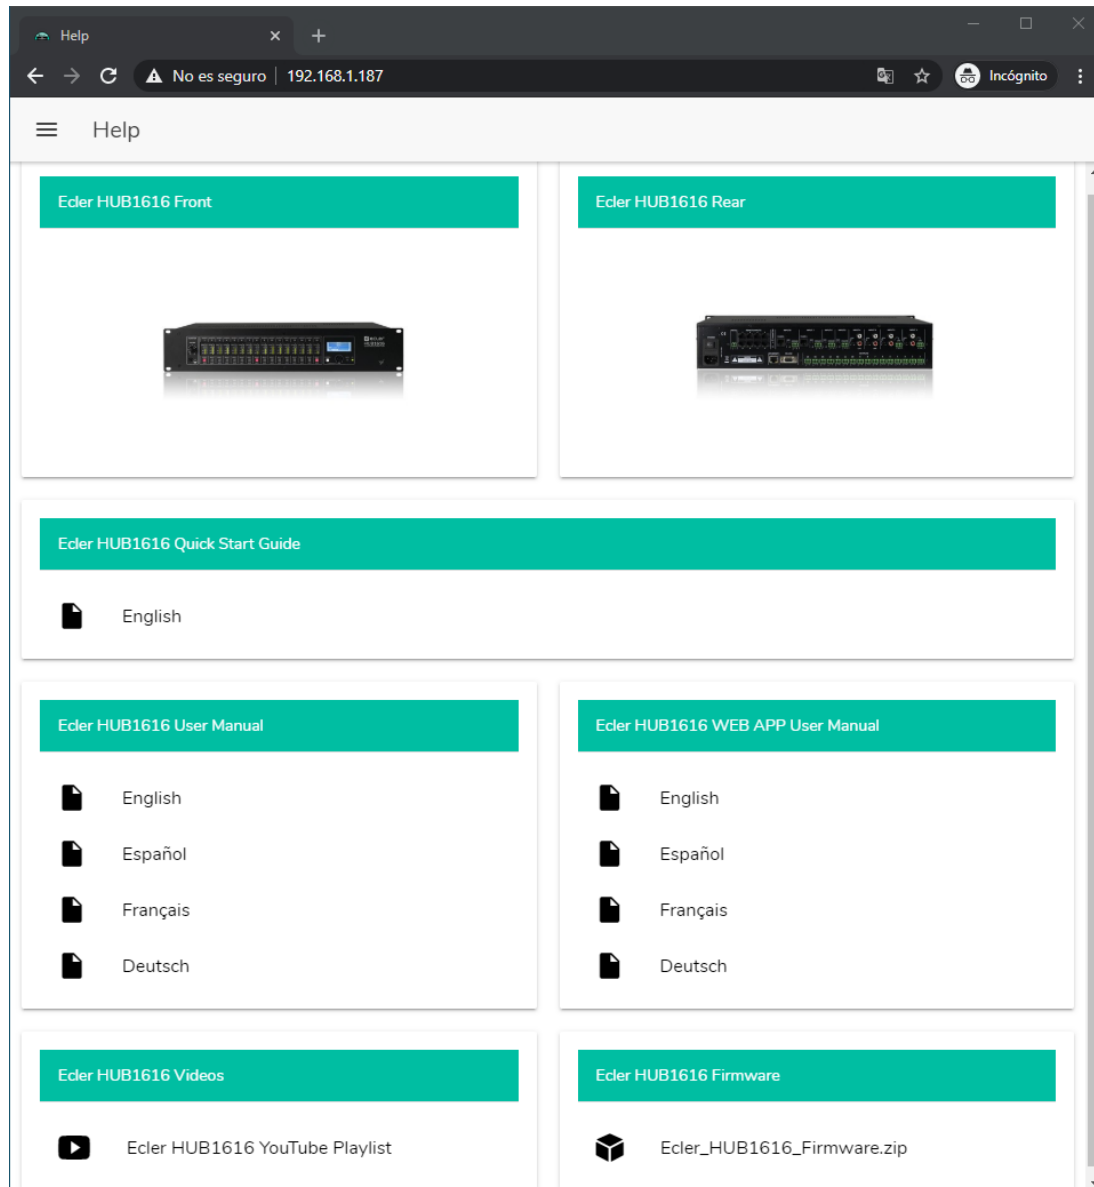 Help
No es seguro | 192.168.1.187
Incógnito
Help
Ecler HUB1616 Front
Ecler HUB1616 Rear
Ecler HUB1616 Quick Start Guide
English
Ecler HUB1616 User Manual
English
Español
Français
Deutsch
Ecler HUB1616 WEB APP User Manual
English
Español
Français
Deutsch
Ecler HUB1616 Videos
Ecler HUB1616 YouTube Playlist
Ecler HUB1616 Firmware
Ecler_HUB1616_Firmware.zip